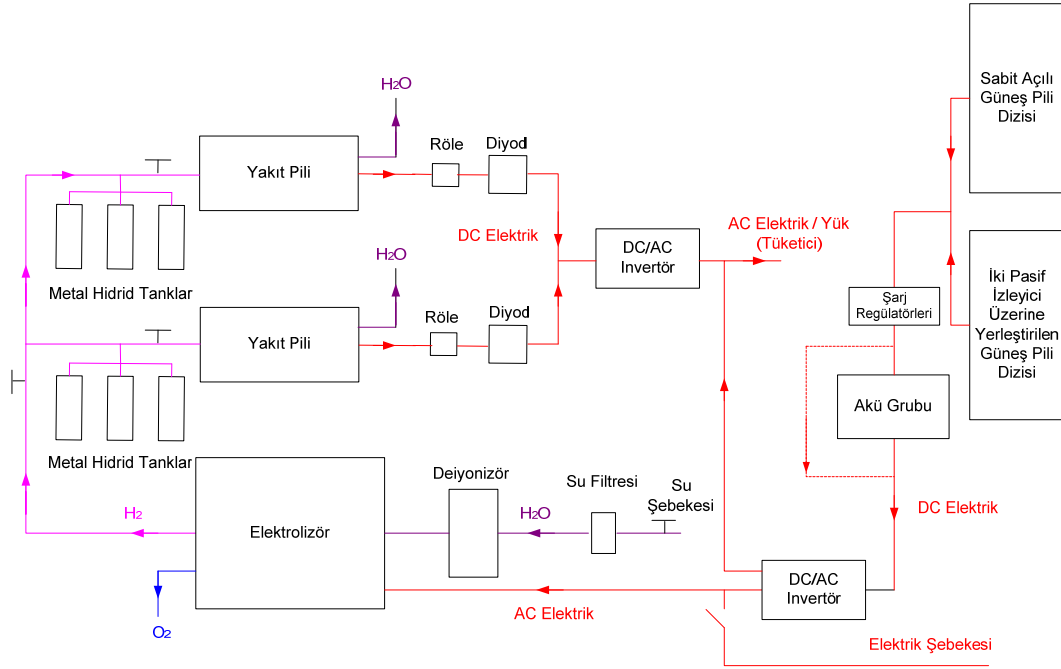 H2O
Sabit Açılı
Güneş Pili
Dizisi
Röle
Diyod
Yakıt Pili
DC Elektrik
AC Elektrik / Yük
(Tüketici)
DC/AC
İnvertör
H2O
Metal Hidrid Tanklar
İki Pasif
İzleyici
Üzerine
Yerleştirilen
Güneş Pili
Dizisi
Şarj
Regülatörleri
Röle
Diyod
Yakıt Pili
Akü Grubu
Metal Hidrid Tanklar
Deiyonizör
Su Filtresi
Su
Şebekesi
H2
H2O
DC Elektrik
Elektrolizör
DC/AC
İnvertör
AC Elektrik
O2
Elektrik Şebekesi